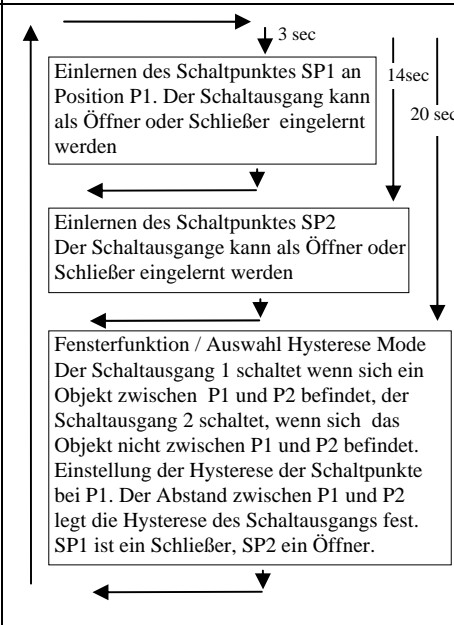 3 sec
Einlernen des Schaltpunktes SP1 an
Position P1. Der Schaltausgang kann
als Öffner oder Schließer eingelernt
werden
14sec
20 sec
Einlernen des Schaltpunktes SP2
Der Schaltausgange kann als Öffner oder
Schließer eingelernt werden
Fensterfunktion / Auswahl Hysterese Mode
Der Schaltausgang 1 schaltet wenn sich ein
Objekt zwischen P1 und P2 befindet, der
Schaltausgang 2 schaltet, wenn sich das
Objekt nicht zwischen P1 und P2 befindet.
Einstellung der Hysterese der Schaltpunkte
bei P1. Der Abstand zwischen P1 und P2
legt die Hysterese des Schaltausgangs fest.
SP1 ist ein Schließer, SP2 ein Öffner.